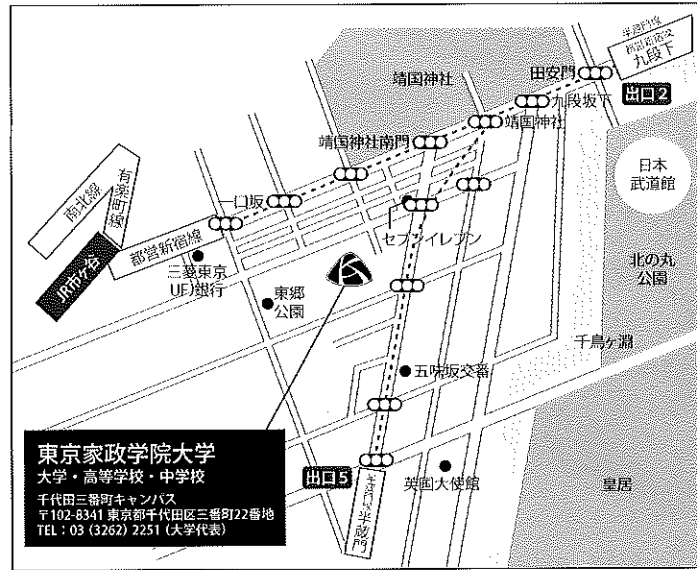 半蔵門線
都営新宿線
九段下
田安門
出口2
九段坂下
靖国神社
靖国神社
靖国神社南門
日本
武道館
一口坂
有楽町線
南北線
都営新宿線
JR市ヶ谷
セブンイレブン
三菱東京
UFJ銀行
東郷
公園
北の丸
公園
千鳥ヶ淵
五味坂交番
東京家政学院大学
大学・高等学校・中学校
千代田三番町キャンパス
〒102-8341 東京都千代田区三番町22番地
TEL：03 (3262) 2251 (大学代表)
出口5
英国大使館
皇居
半蔵門線
半蔵門